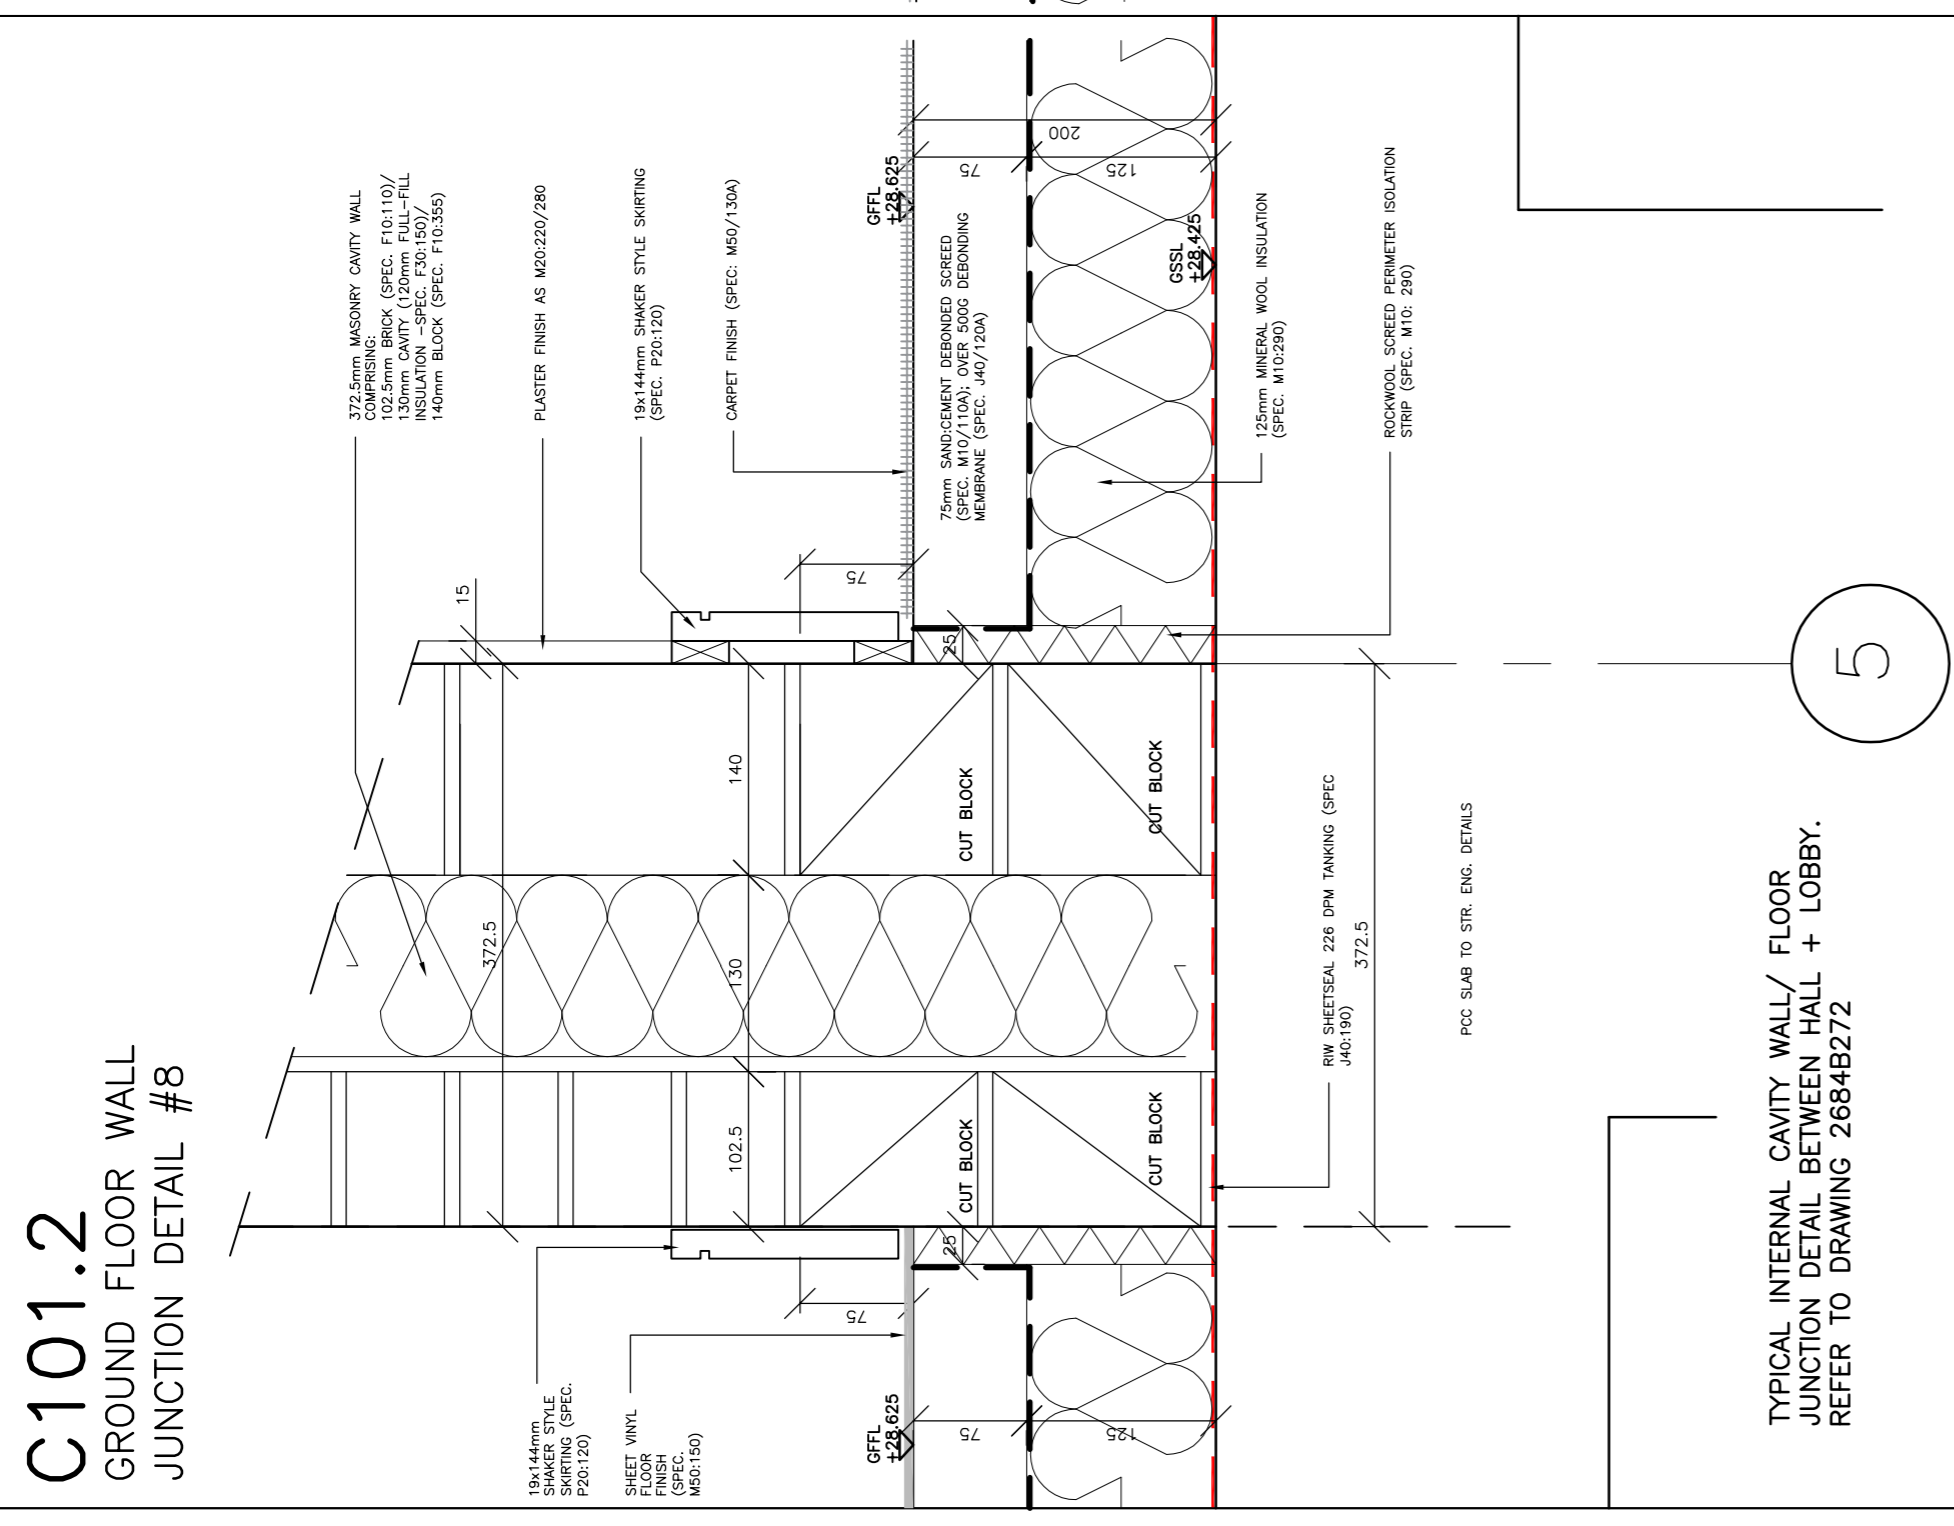 C101.2
GROUND FLOOR WALL
JUNCTION DETAIL #8
372.5mm MASONRY CAVITY WALL
COMPRISING:
102.5mm BRICK (SPEC. F10:110)/
130mm CAVITY (120mm FULL-FILL
INSULATION -SPEC. F30:150)/
140mm BLOCK (SPEC. F10:355)
PLASTER FINISH AS M20:220/280
19x144mm SHAKER STYLE SKIRTING
(SPEC. P20:120)
CARPET FINISH (SPEC: M50/130A)
19x144mm
SHAKER STYLE
SKIRTING (SPEC.
P20:120)
SHEET VINYL
FLOOR
FINISH
(SPEC.
M50:150)
15
372.5
102.5
130
140
75
75
GFFL
+28.625
GFFL
+28.625
75mm SAND:CEMENT DEBONDED SCREED
(SPEC. M10/110A); OVER 500G DEBONDING
MEMBRANE (SPEC. J40/120A)
25
25
CUT BLOCK
CUT BLOCK
CUT BLOCK
CUT BLOCK
75
125
75
125
200
GSSL
+28.425
125mm MINERAL WOOL INSULATION
(SPEC. M10:290)
ROCKWOOL SCREED PERIMETER ISOLATION
STRIP (SPEC. M10: 290)
RIW SHEETSEAL 226 DPM TANKING (SPEC
J40:190)
372.5
PCC SLAB TO STR. ENG. DETAILS
5
TYPICAL INTERNAL CAVITY WALL/ FLOOR
JUNCTION DETAIL BETWEEN HALL + LOBBY.
REFER TO DRAWING 2684B272